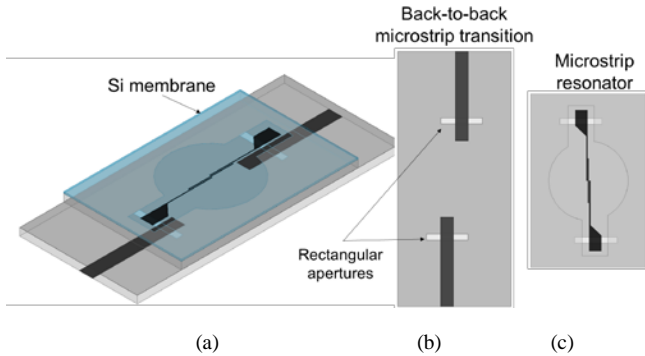 Back-to-back
microstrip transition
Si membrane
Microstrip
resonator
Rectangular
apertures
(a)
(b)
(c)